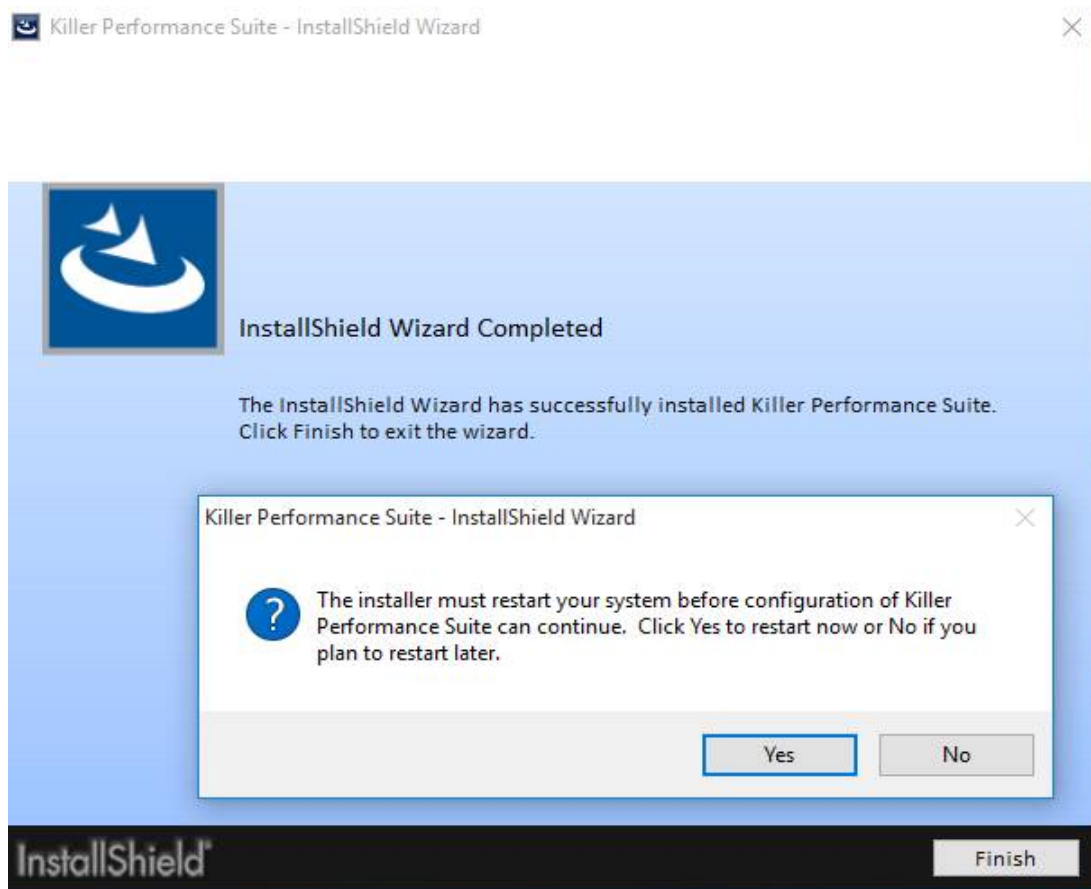 Killer Performance Suite - InstallShield Wizard
InstallShield Wizard Completed
The InstallShield Wizard has successfully installed Killer Performance Suite.
Click Finish to exit the wizard.
Killer Performance Suite - InstallShield Wizard
The installer must restart your system before configuration of Killer
Performance Suite can continue.  Click Yes to restart now or No if you
plan to restart later.
Yes
No
InstallShield®
Finish